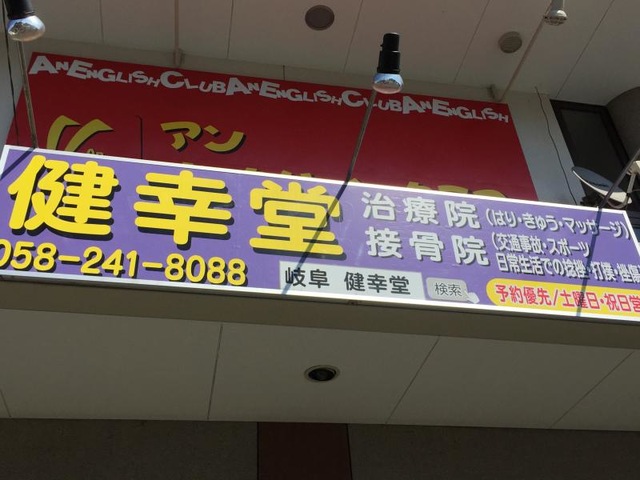 AN ENGLISH CLUB AN ENGLISH CLUB AN ENGLISH
アン
健幸堂
治療院(はり・きゅう・マッサージ)
接骨院
(交通事故・スポーツ
日常生活での捻挫・打撲・挫
058-241-8088
岐阜 健幸堂 検索
予約優先/土曜日・祝日営